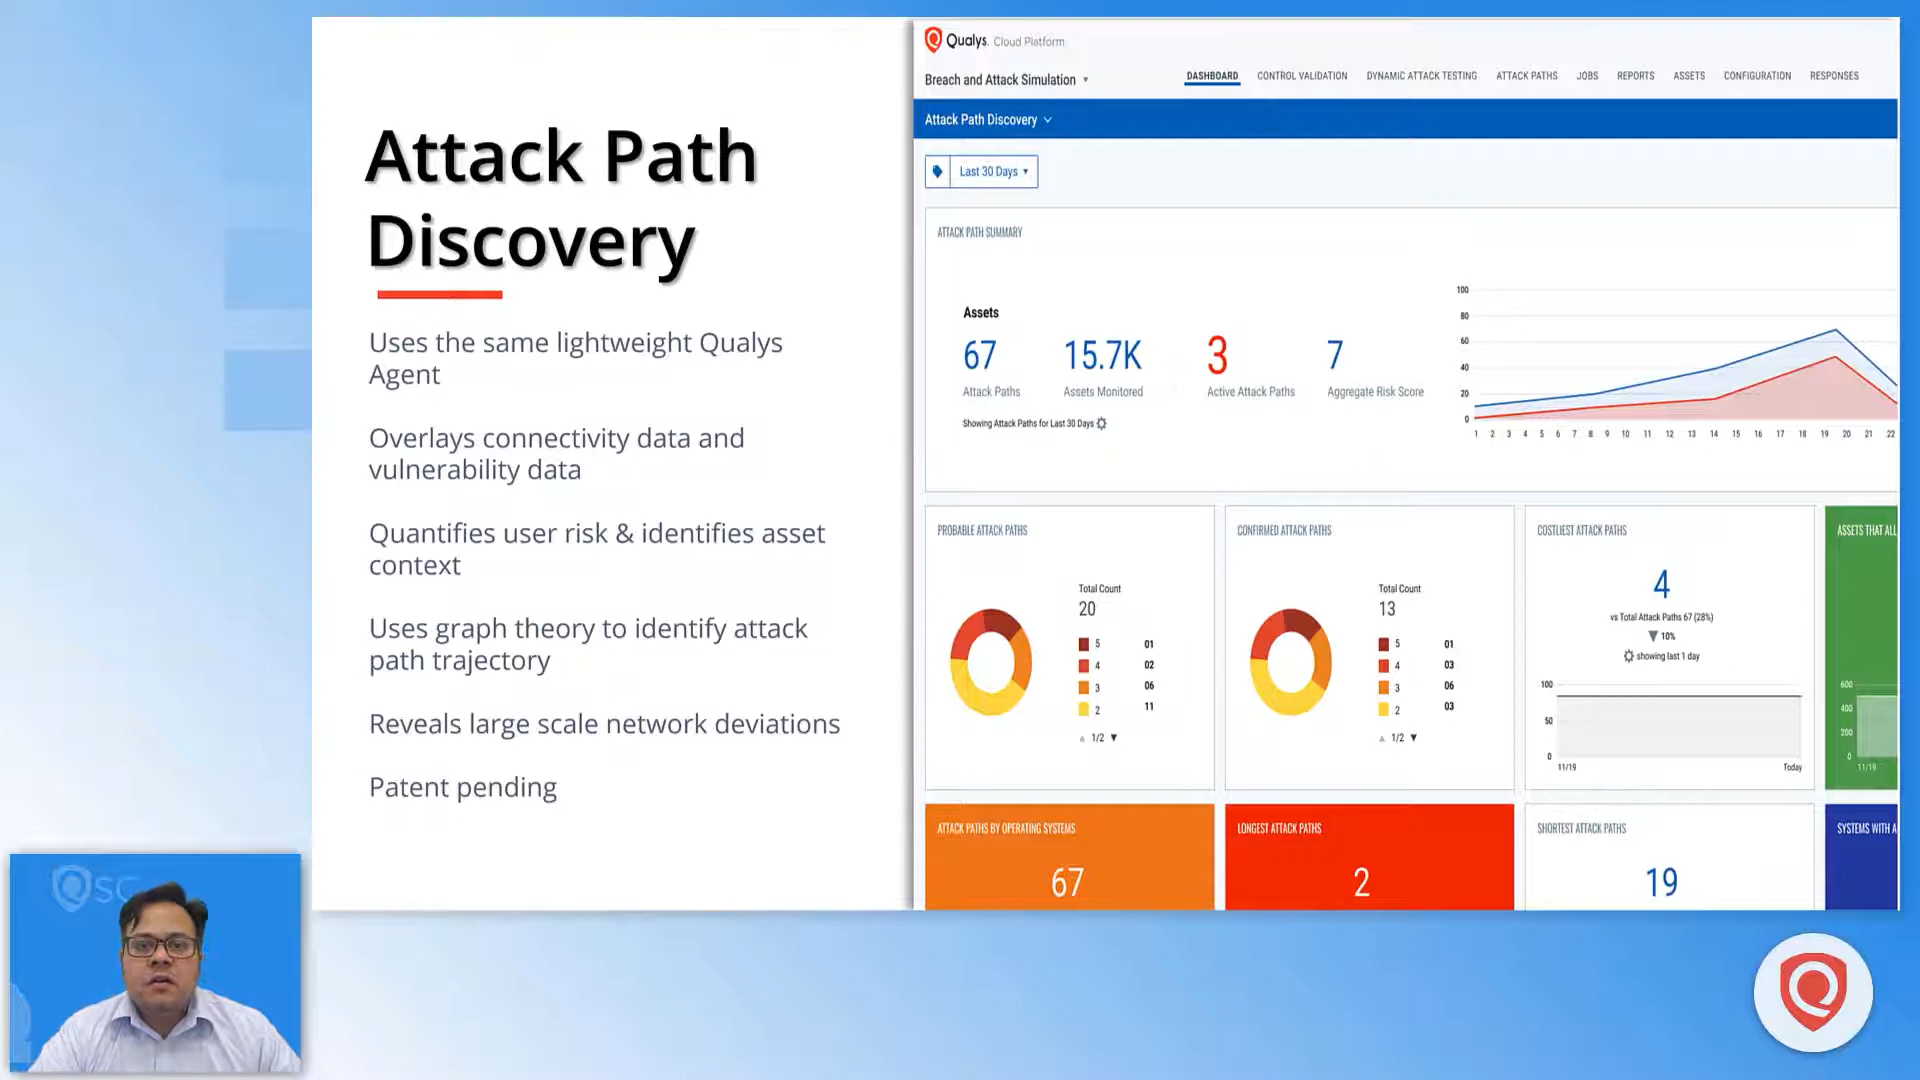 Attack Path
Discovery
Uses the same lightweight Qualys
Agent
Overlays connectivity data and
vulnerability data
Quantifies user risk & identifies asset
context
Uses graph theory to identify attack
path trajectory
Reveals large scale network deviations
Patent pending
QSC
Qualys. Cloud Platform
Breach and Attack Simulation
DASHBOARD CONTROL VALIDATION DYNAMIC ATTACK TESTING ATTACK PATHS JOBS REPORTS ASSETS CONFIGURATION RESPONSES
Attack Path Discovery
Last 30 Days
ATTACK PATH SUMMARY
Assets
67 15.7K 3 7
Attack Paths Assets Monitored Active Attack Paths Aggregate Risk Score
Showing Attack Paths for Last 30 Days
100
80
60
40
20
0
1 2 3 4 5 6 7 8 9 10 11 12 13 14 15 16 17 18 19 20 21 22
PROBABLE ATTACK PATHS
Total Count
20
5 01
4 02
3 06
2 11
1/2
CONFIRMED ATTACK PATHS
Total Count
13
5 01
4 03
3 06
2 03
1/2
COSTLIEST ATTACK PATHS
4
vs Total Attack Paths 67 (28%)
10%
showing last 1 day
100
50
0
11/19 Today
ASSETS THAT ALL
600
400
200
0
11/19
ATTACK PATHS BY OPERATING SYSTEMS
67
LONGEST ATTACK PATHS
2
SHORTEST ATTACK PATHS
19
SYSTEMS WITH A